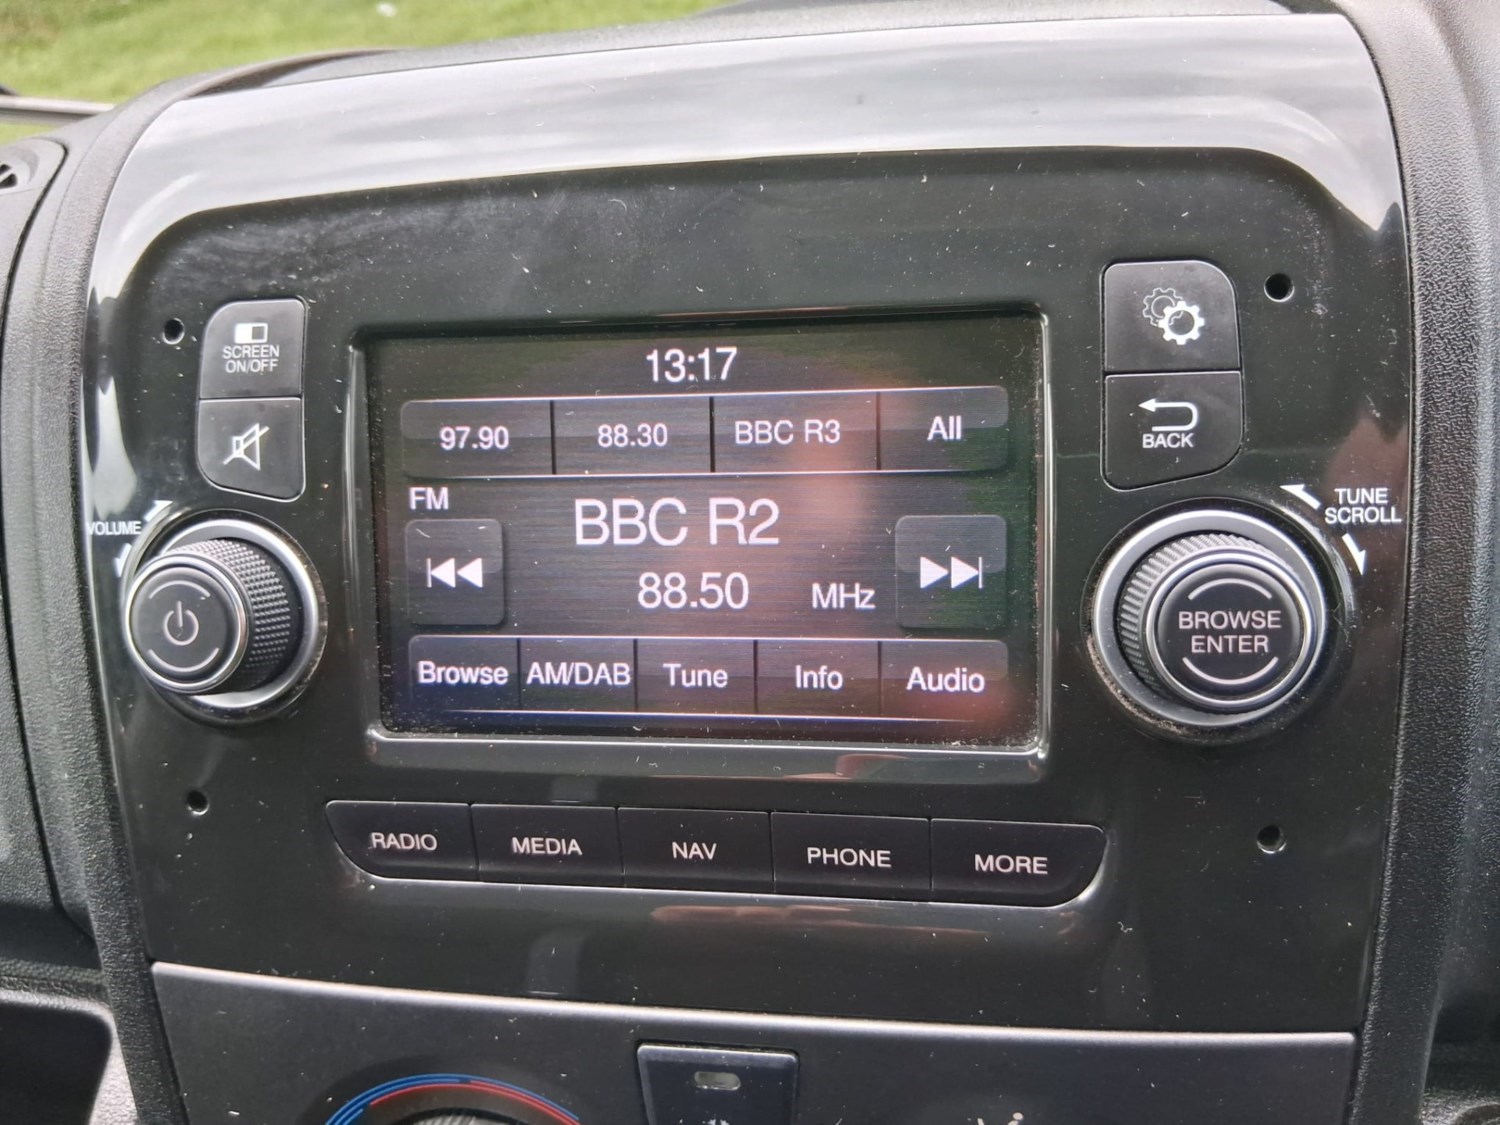 SCREEN
ON/OFF
VOLUME
13:17
97.90 88.30 BBC R3 All
FM
BBC R2
88.50 MHz
Browse AM/DAB Tune Info Audio
BACK
TUNE
SCROLL
BROWSE
ENTER
RADIO MEDIA NAV PHONE MORE